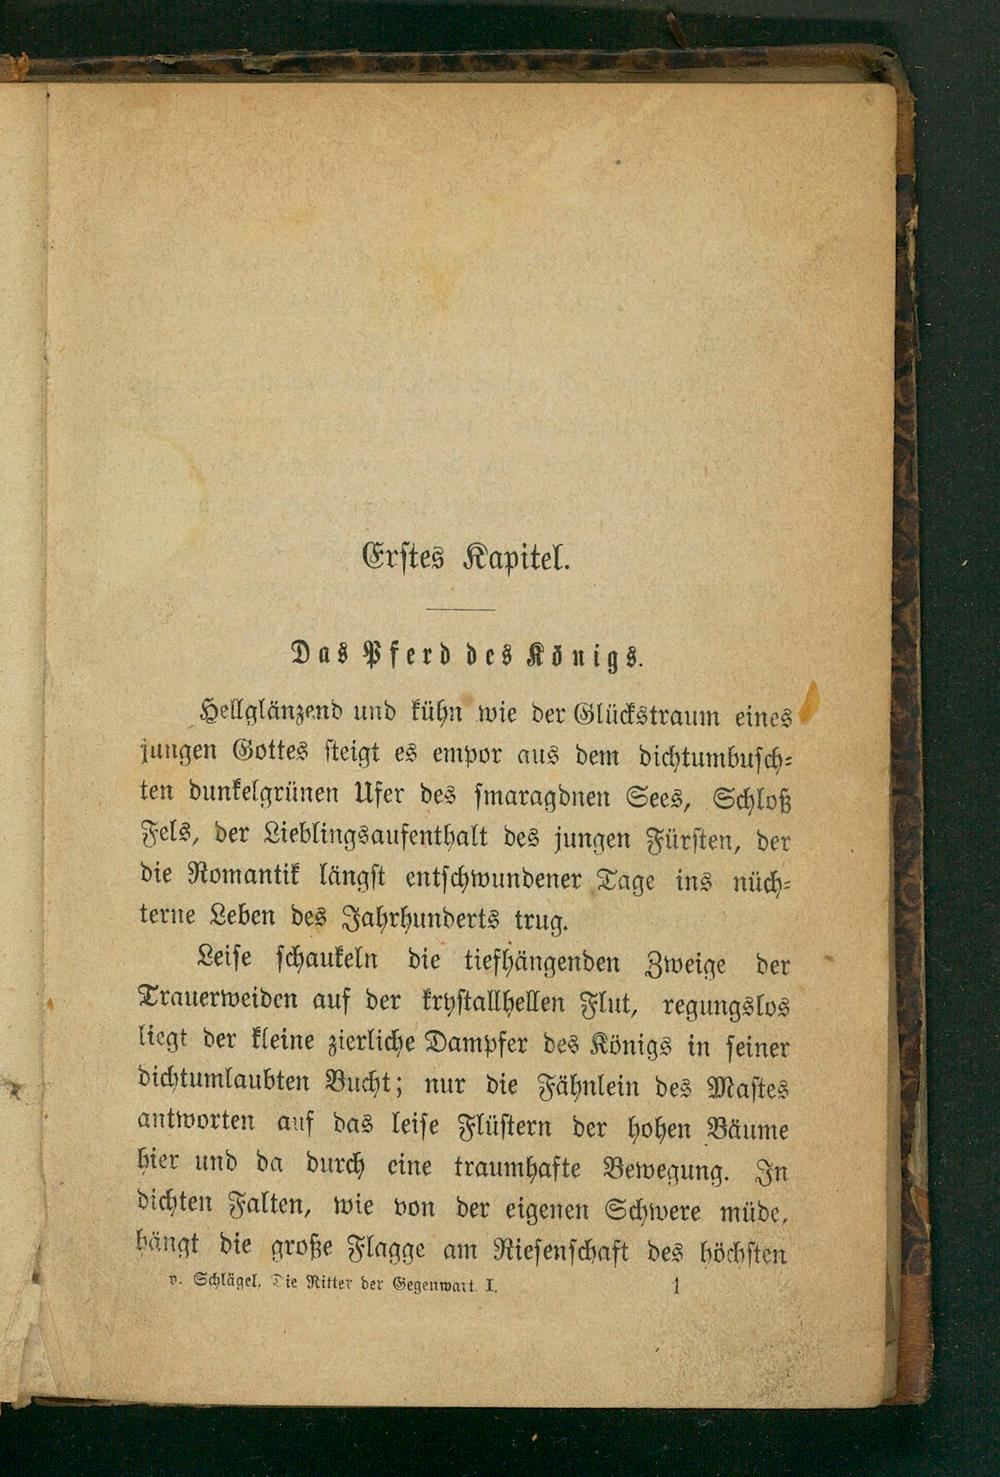 Erstes Kapitel.
Das Pferd des Königs.
Hellglänzend und kühn wie der Glückstraum eines
jungen Gottes steigt es empor aus dem dichtumbusch-
ten dunkelgrünen Ufer des smaragdnen Sees, Schloß
Fels, der Lieblingsaufenthalt des jungen Fürsten, der
die Romantik längst entschwundener Tage ins nüch-
terne Leben des Jahrhunderts trug.
Leise schaukeln die tiefhängenden Zweige der
Trauerweiden auf der krystallhellen Flut, regungslos
liegt der kleine zierliche Dampfer des Königs in seiner
dichtumlaubten Bucht; nur die Fähnlein des Mastes
antworten auf das leise Flüstern der hohen Bäume
hier und da durch eine traumhafte Bewegung. In
dichten Falten, wie von der eigenen Schwere müde,
hängt die große Flagge am Riesenschaft des höchsten
v. Schlägel, Die Ritter der Gegenwart. I. 1